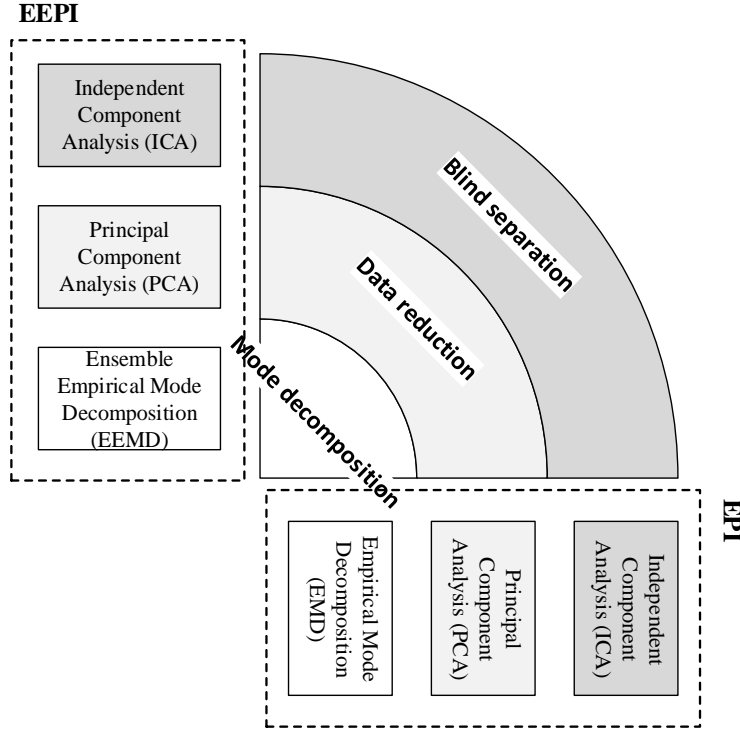 EEPI
Independent
Component
Analysis (ICA)
Principal
Component
Analysis (PCA)
Ensemble
Empirical Mode
Decomposition
(EEMD)
Blind separation
Data reduction
Mode decomposition
EPI
Empirical Mode
Decomposition
(EMD)
Principal
Component
Analysis (PCA)
Independent
Component
Analysis (ICA)